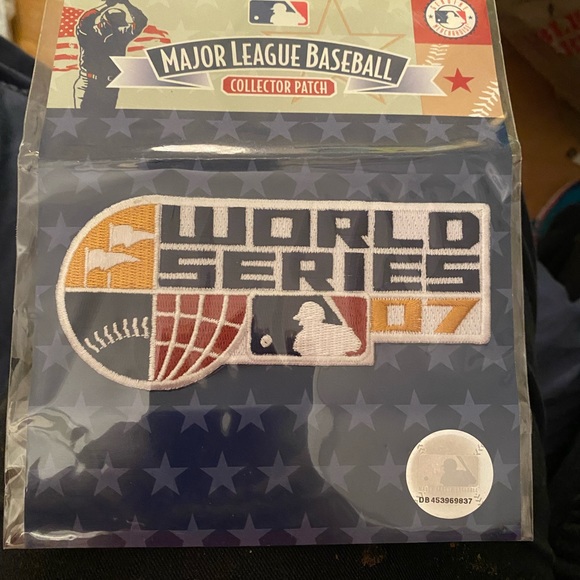 MAJOR LEAGUE BASEBALL
COLLECTOR PATCH
WORLD
SERIES
07
DB 453969837